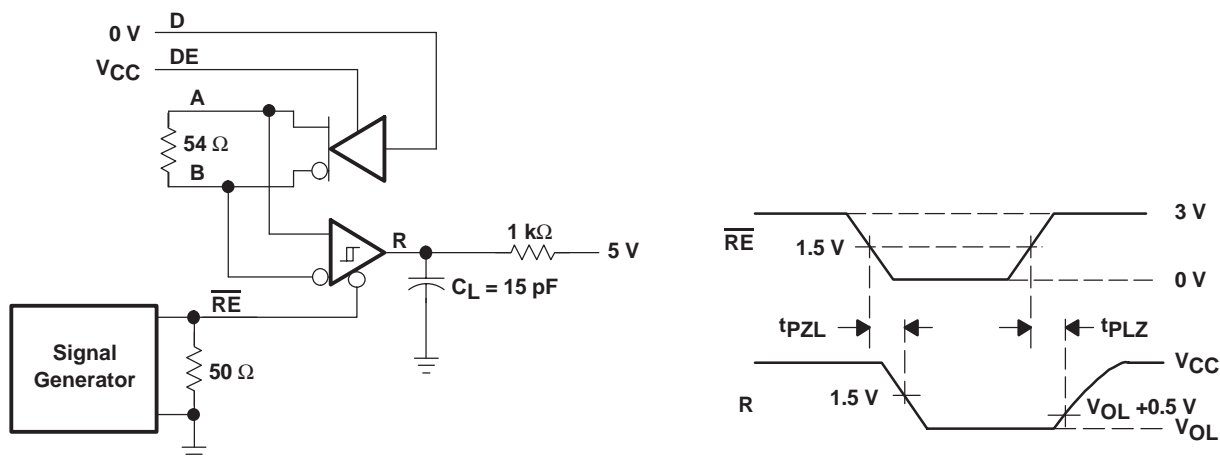 0 V
D
VCC
DE
A
54 Ω
B
R
1 kΩ
5 V
CL = 15 pF
RE
Signal
Generator
50 Ω
RE
3 V
1.5 V
0 V
tPZL
tPLZ
R
1.5 V
VCC
VOL +0.5 V
VOL